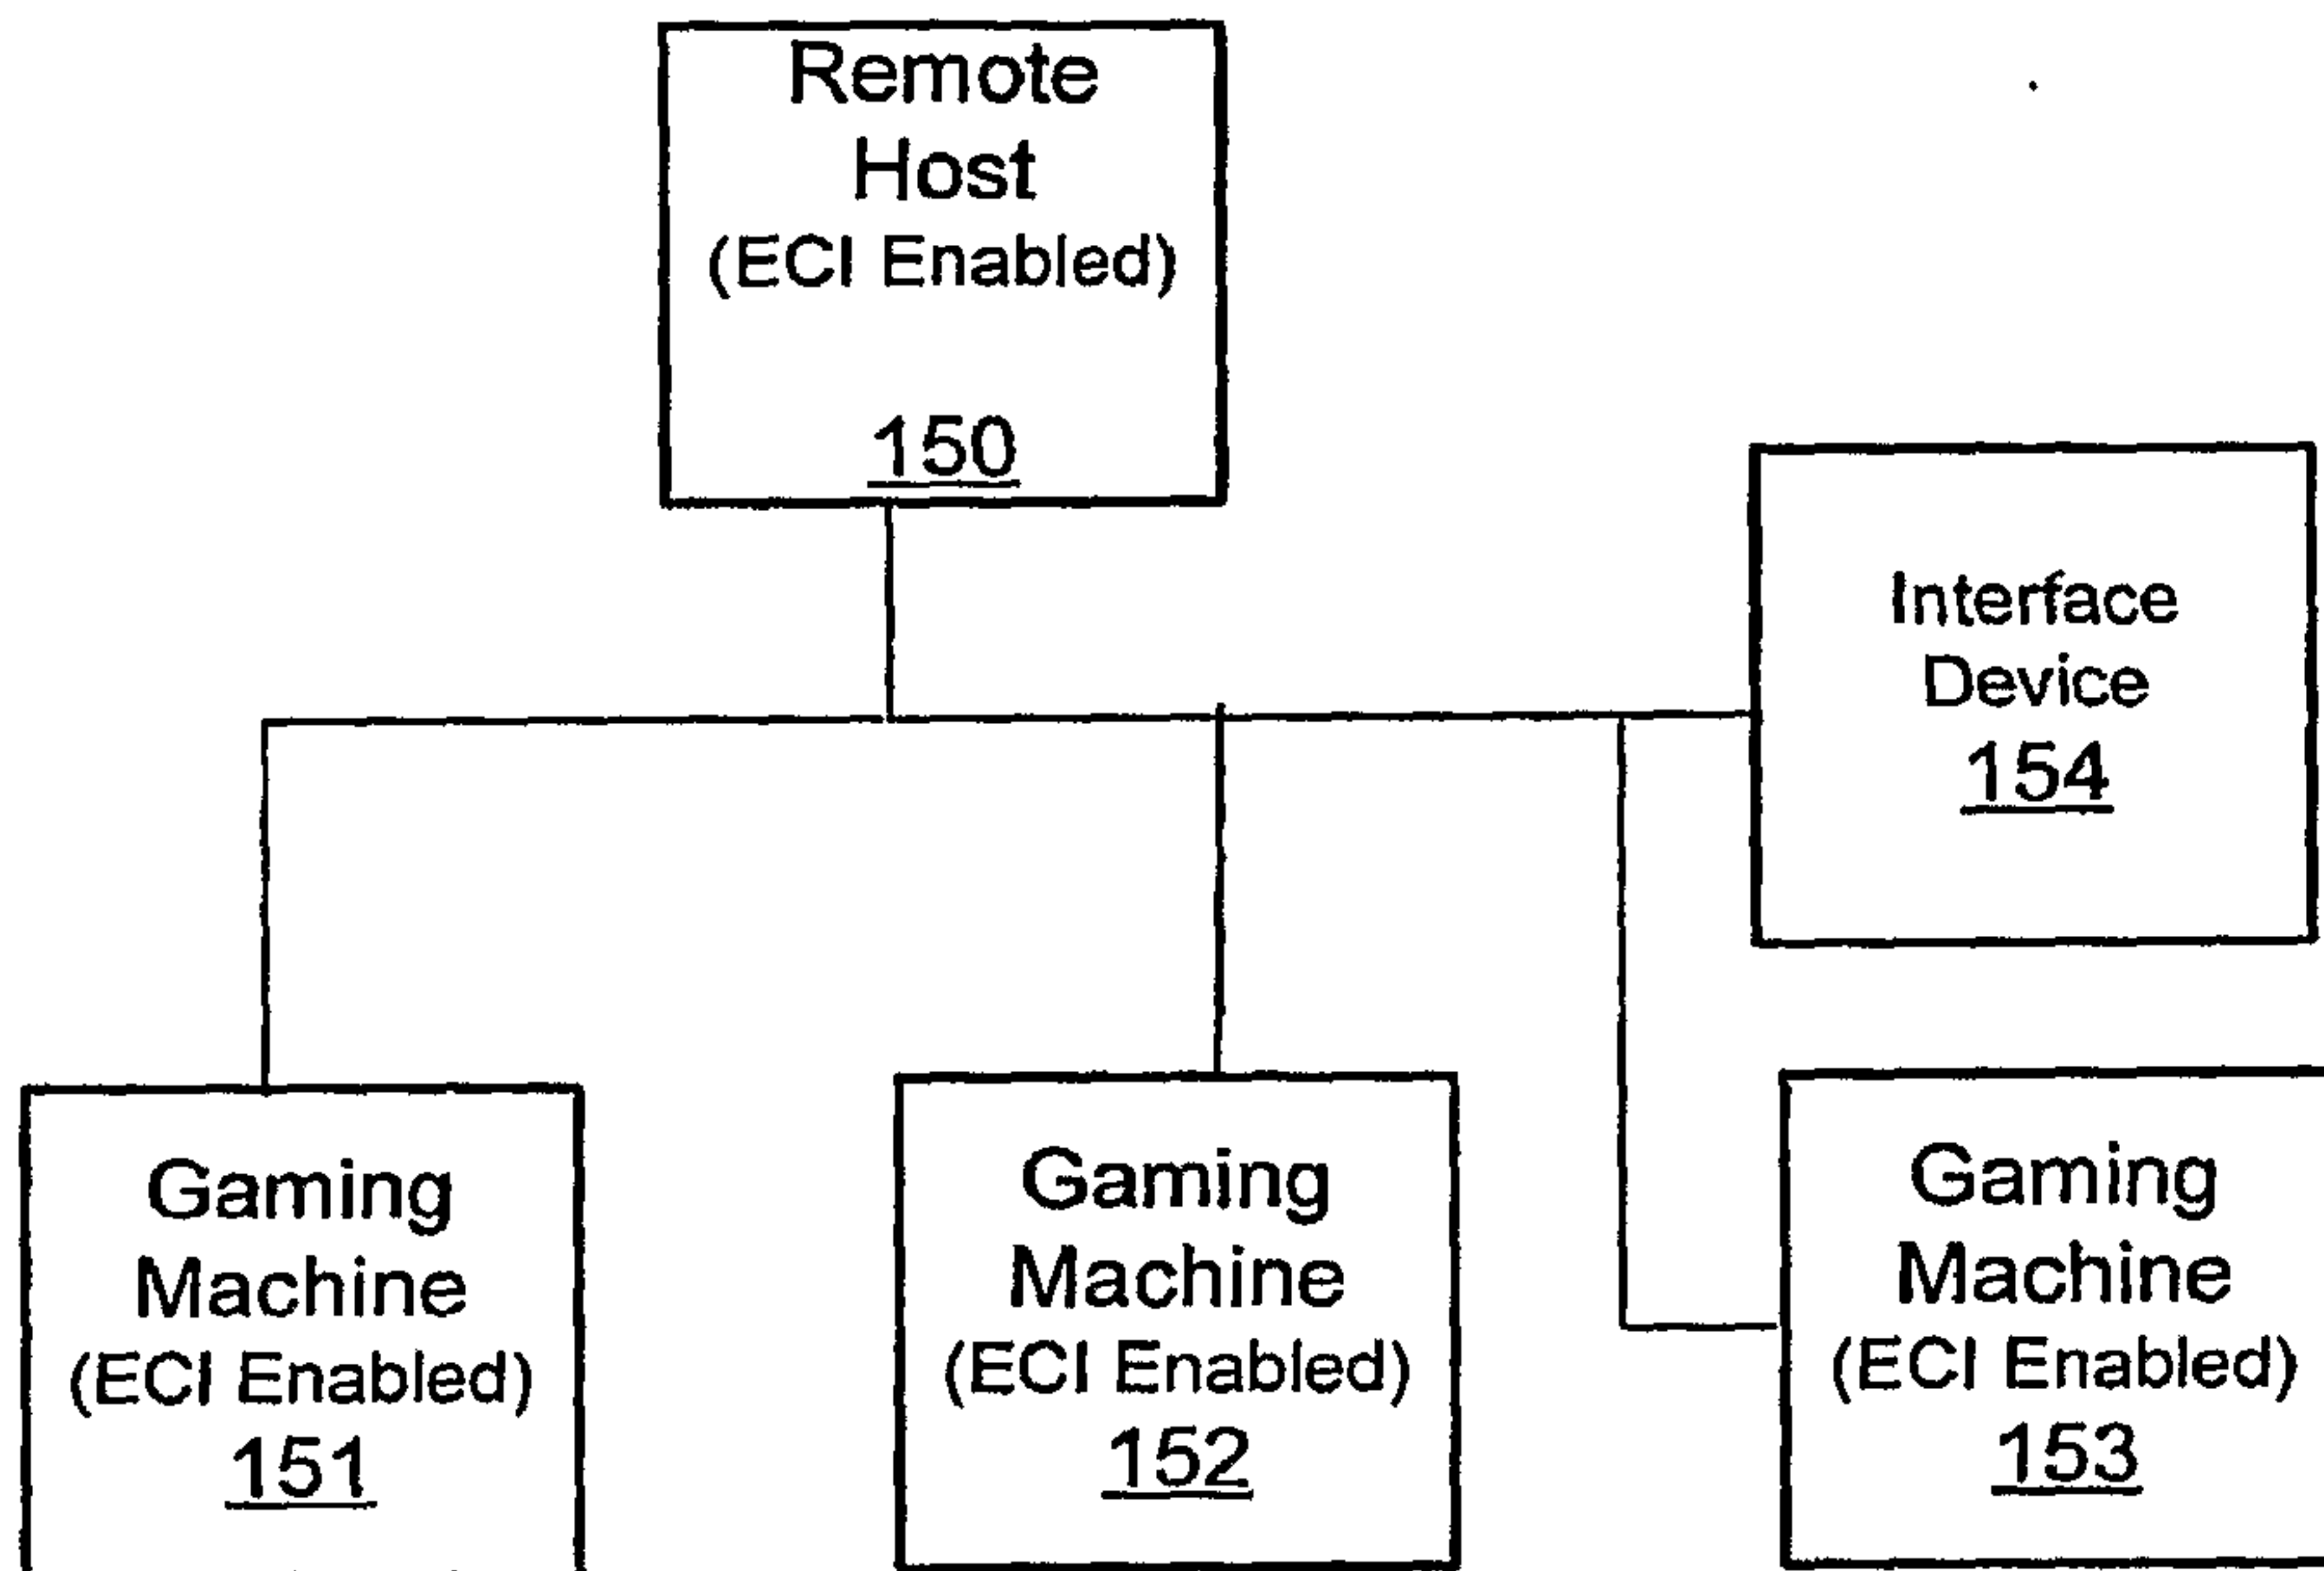 Remote
Host
(ECI Enabled)
150
Interface
Device
154
Gaming
Machine
(ECI Enabled)
151
Gaming
Machine
(ECI Enabled)
152
Gaming
Machine
(ECI Enabled)
153